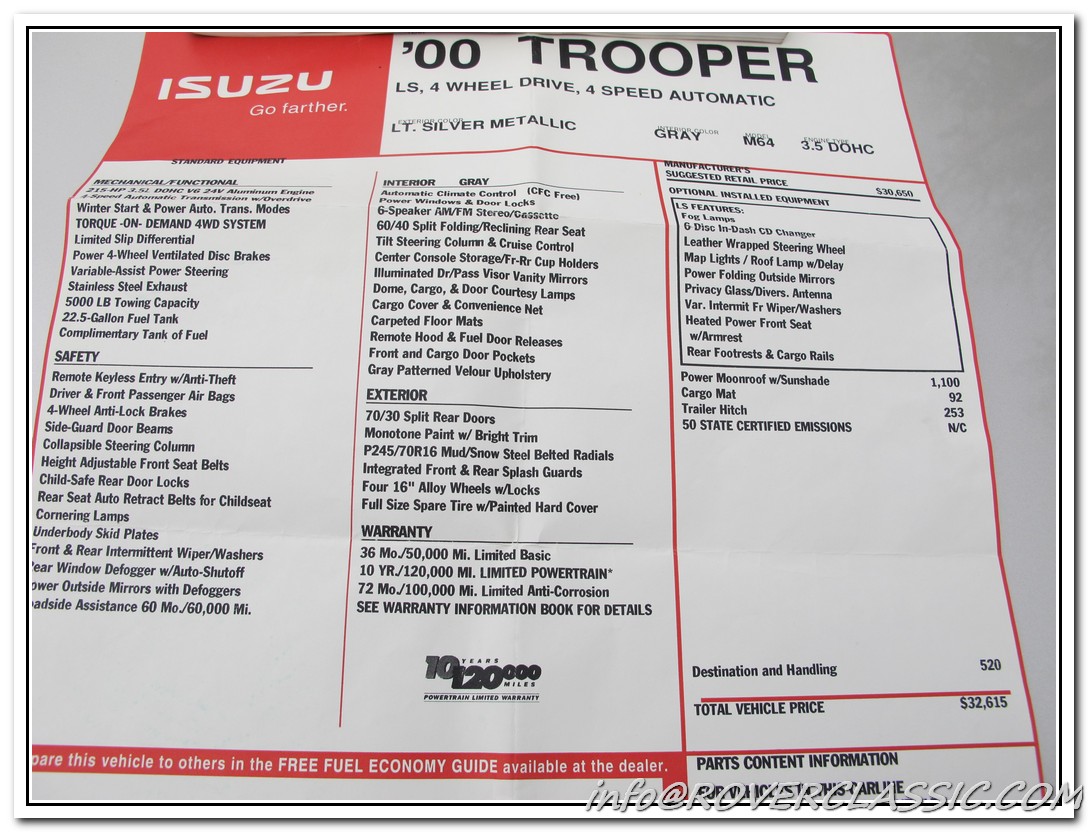 ISUZU
Go farther.
'00 TROOPER
LS, 4 WHEEL DRIVE, 4 SPEED AUTOMATIC
EXTERIOR COLOR
LT. SILVER METALLIC
INTERIOR COLOR
GRAY
MODEL
M64
ENGINE TYPE
3.5 DOHC
STANDARD EQUIPMENT
MECHANICAL/FUNCTIONAL
215-HP 3.5L DOHC V6 24V Aluminum Engine
4-Speed Automatic Transmission w/Overdrive
Winter Start & Power Auto. Trans. Modes
TORQUE -ON- DEMAND 4WD SYSTEM
Limited Slip Differential
Power 4-Wheel Ventilated Disc Brakes
Variable-Assist Power Steering
Stainless Steel Exhaust
5000 LB Towing Capacity
22.5-Gallon Fuel Tank
Complimentary Tank of Fuel
SAFETY
Remote Keyless Entry w/Anti-Theft
Driver & Front Passenger Air Bags
4-Wheel Anti-Lock Brakes
Side-Guard Door Beams
Collapsible Steering Column
Height Adjustable Front Seat Belts
Child-Safe Rear Door Locks
Rear Seat Auto Retract Belts for Childseat
Cornering Lamps
Underbody Skid Plates
Front & Rear Intermittent Wiper/Washers
Rear Window Defogger w/Auto-Shutoff
ower Outside Mirrors with Defoggers
adside Assistance 60 Mo./60,000 Mi.
INTERIOR GRAY
Automatic Climate Control (CFC Free)
Power Windows & Door Locks
6-Speaker AM/FM Stereo/Cassette
60/40 Split Folding/Reclining Rear Seat
Tilt Steering Column & Cruise Control
Center Console Storage/Fr-Rr Cup Holders
Illuminated Dr/Pass Visor Vanity Mirrors
Dome, Cargo, & Door Courtesy Lamps
Cargo Cover & Convenience Net
Carpeted Floor Mats
Remote Hood & Fuel Door Releases
Front and Cargo Door Pockets
Gray Patterned Velour Upholstery
EXTERIOR
70/30 Split Rear Doors
Monotone Paint w/ Bright Trim
P245/70R16 Mud/Snow Steel Belted Radials
Integrated Front & Rear Splash Guards
Four 16" Alloy Wheels w/Locks
Full Size Spare Tire w/Painted Hard Cover
WARRANTY
36 Mo./50,000 Mi. Limited Basic
10 YR./120,000 MI. LIMITED POWERTRAIN*
72 Mo./100,000 Mi. Limited Anti-Corrosion
SEE WARRANTY INFORMATION BOOK FOR DETAILS
10 YEARS
120,000 MILES
POWERTRAIN LIMITED WARRANTY
MANUFACTURER'S
SUGGESTED RETAIL PRICE $30,650
OPTIONAL INSTALLED EQUIPMENT
LS FEATURES:
Fog Lamps
6 Disc In-Dash CD Changer
Leather Wrapped Steering Wheel
Map Lights / Roof Lamp w/Delay
Power Folding Outside Mirrors
Privacy Glass/Divers. Antenna
Var. Intermit Fr Wiper/Washers
Heated Power Front Seat
w/Armrest
Rear Footrests & Cargo Rails
Power Moonroof w/Sunshade 1,100
Cargo Mat 92
Trailer Hitch 253
50 STATE CERTIFIED EMISSIONS N/C
Destination and Handling 520
TOTAL VEHICLE PRICE $32,615
pare this vehicle to others in the FREE FUEL ECONOMY GUIDE available at the dealer.
PARTS CONTENT INFORMATION
FOR VEHICLES IN THIS CARLINE
info@ROVERCLASSIC.COM